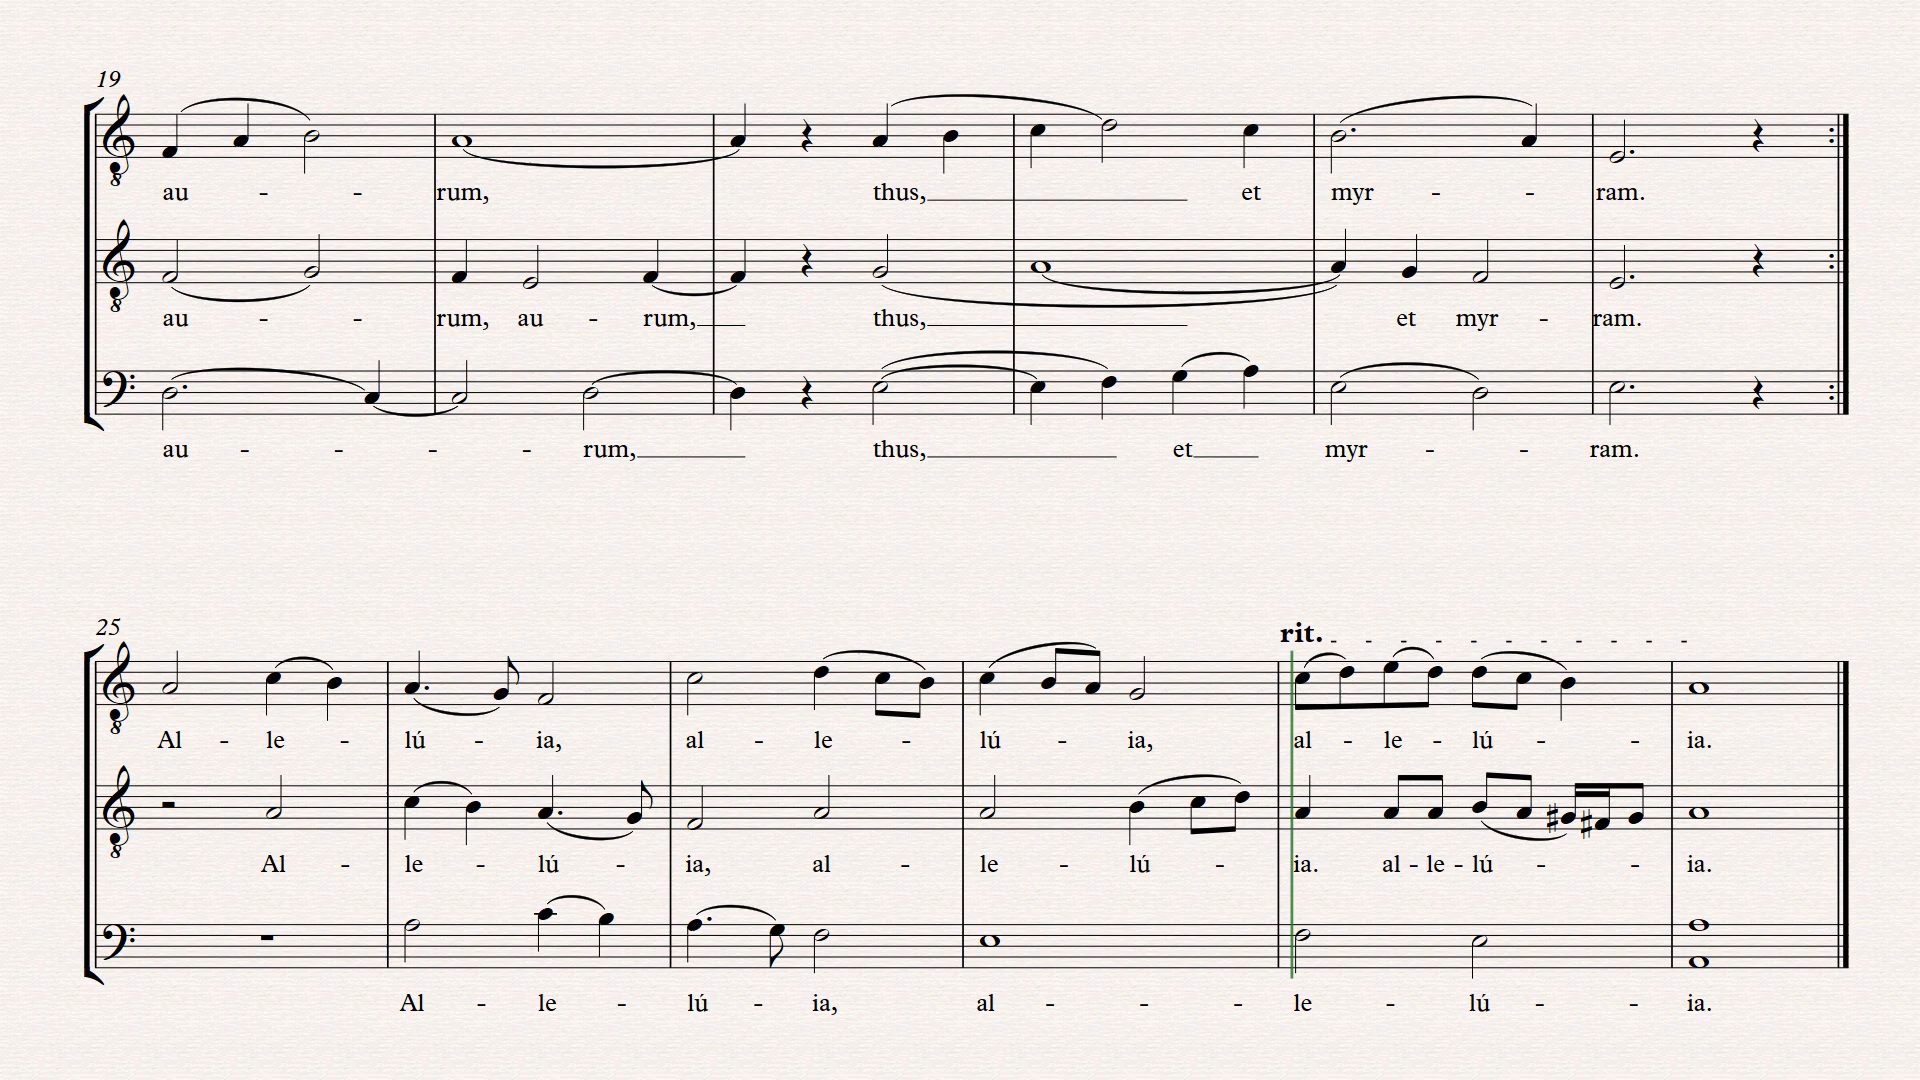 19
au - - rum, thus, et myr - - ram.
au - - rum, au - rum, thus, et myr - ram.
au - - - - rum, thus, et myr - - ram.
25
rit.
Al - le - lú - ia, al - le - lú - ia, al - le - lú - - ia.
Al - le - lú - ia, al - le - lú - ia. al - le - lú - - ia.
Al - le - lú - ia, al - - - le - lú - - ia.